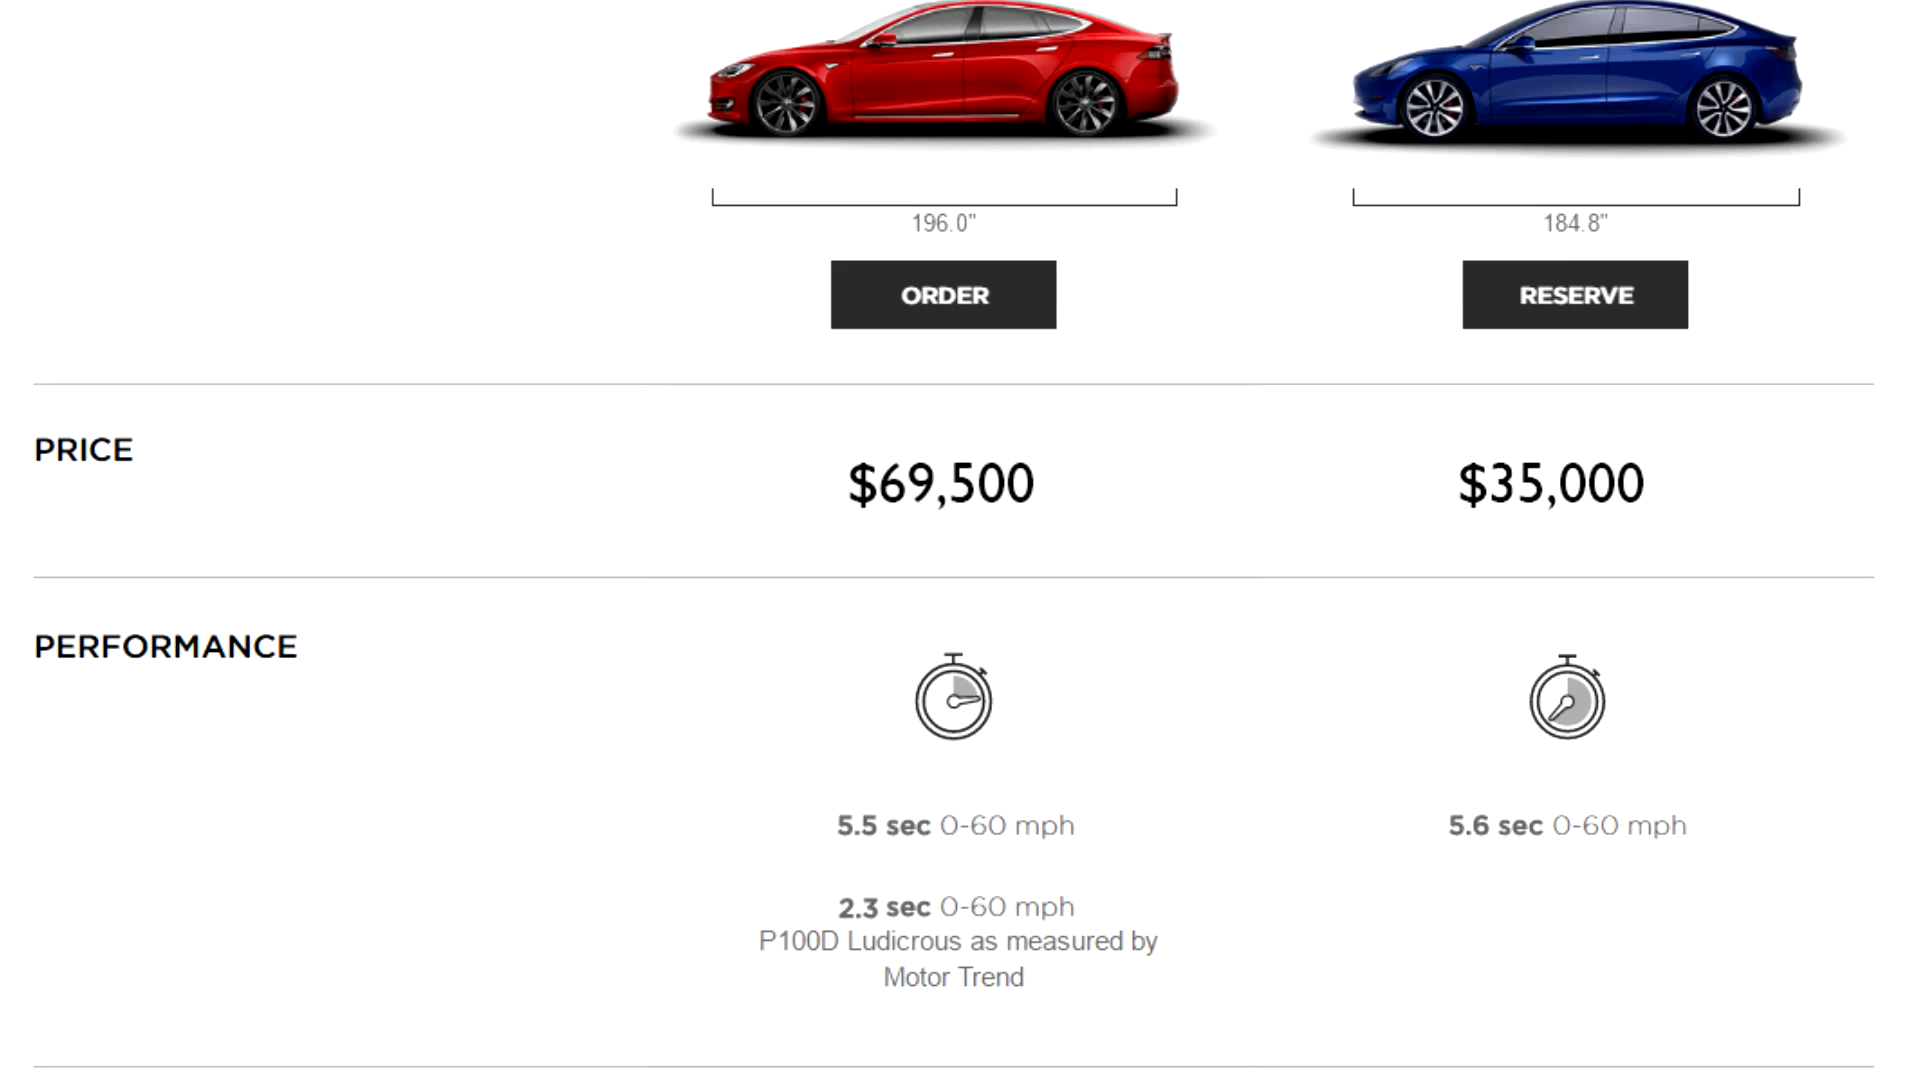 196.0"
184.8"
ORDER
RESERVE
PRICE
$69,500
$35,000
PERFORMANCE
5.5 sec 0-60 mph
5.6 sec 0-60 mph
2.3 sec 0-60 mph
P100D Ludicrous as measured by
Motor Trend